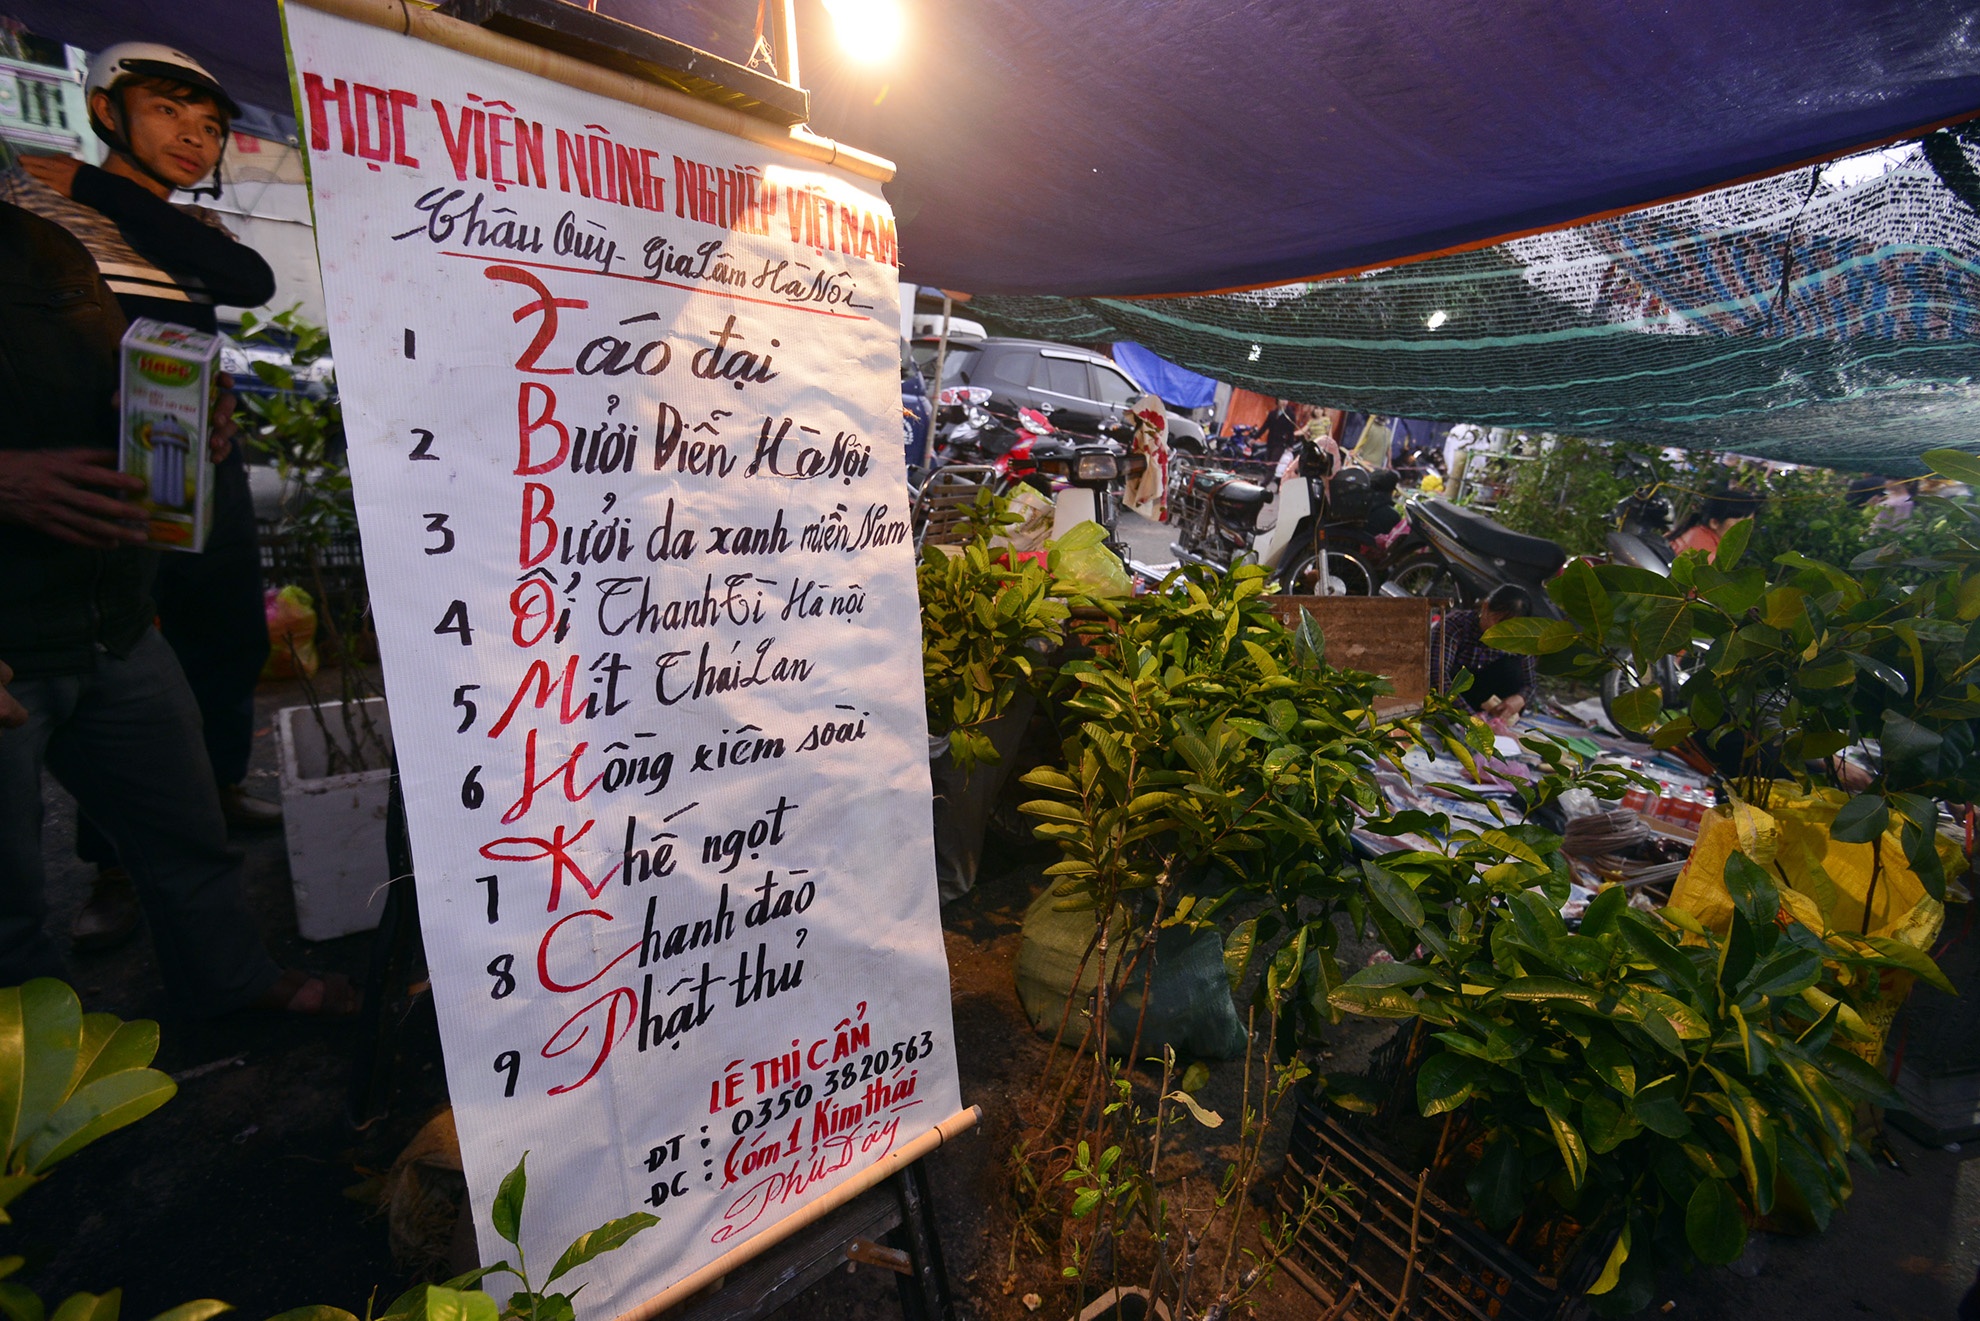 HỌC VIỆN NÔNG NGHIỆP VIỆT NAM
Châu Qùy - Gia Lâm Hà Nội
1 Táo đại
2 Bưởi Diễn Hà Nội
3 Bưởi da xanh miền Nam
4 Ổi Thanh Tì Hà nội
5 Mít Thái Lan
6 Hồng xiêm xoài
7 Khế ngọt
8 Chanh đào
9 Phật thủ
LÊ THỊ CẨM
ĐT : 0350 3820563
ĐC : Xóm 1 Kim thái
Phủ Dầy